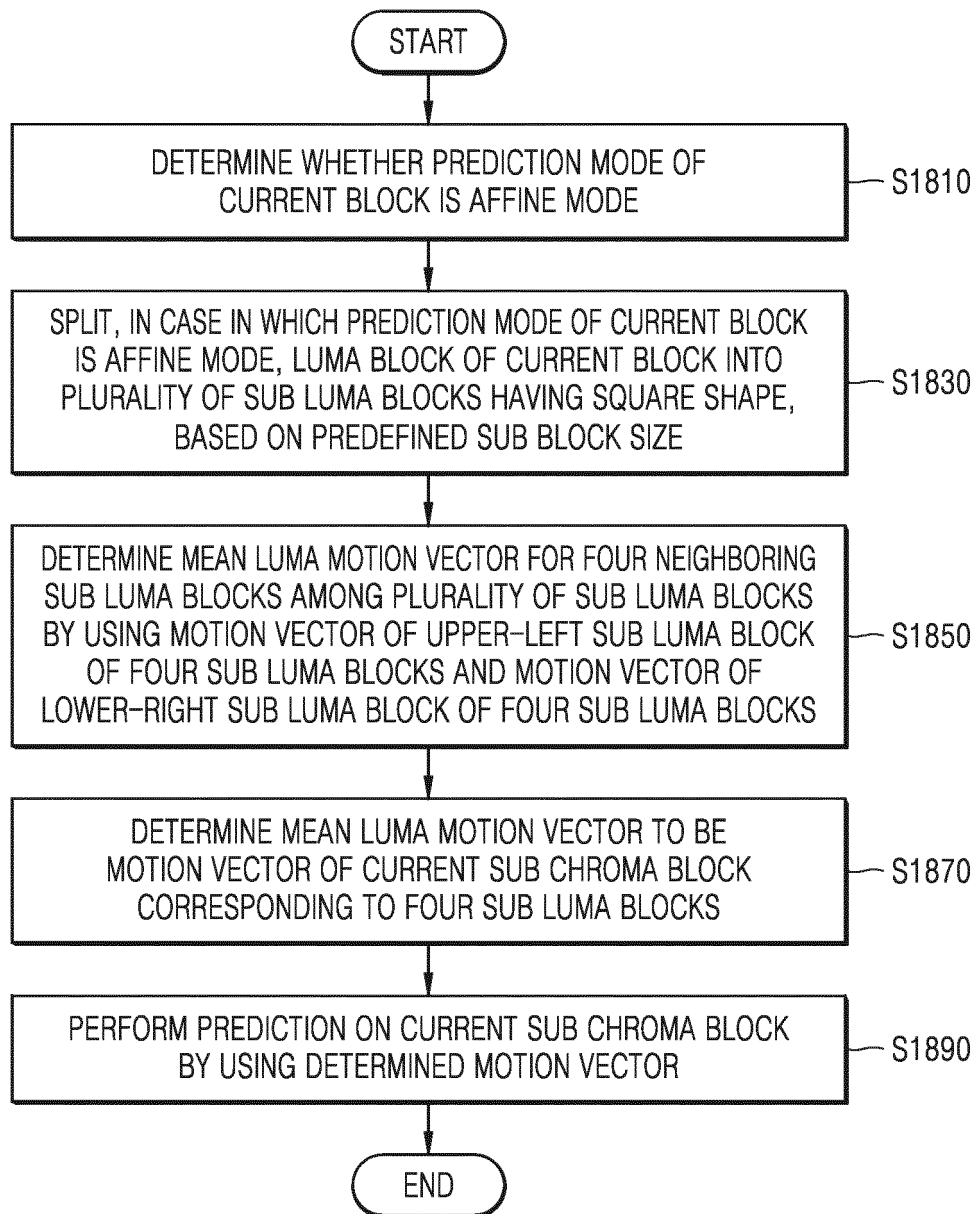 START
DETERMINE WHETHER PREDICTION MODE OF
CURRENT BLOCK IS AFFINE MODE
S1810
SPLIT, IN CASE IN WHICH PREDICTION MODE OF CURRENT BLOCK
IS AFFINE MODE, LUMA BLOCK OF CURRENT BLOCK INTO
PLURALITY OF SUB LUMA BLOCKS HAVING SQUARE SHAPE,
BASED ON PREDEFINED SUB BLOCK SIZE
S1830
DETERMINE MEAN LUMA MOTION VECTOR FOR FOUR NEIGHBORING
SUB LUMA BLOCKS AMONG PLURALITY OF SUB LUMA BLOCKS
BY USING MOTION VECTOR OF UPPER-LEFT SUB LUMA BLOCK
OF FOUR SUB LUMA BLOCKS AND MOTION VECTOR OF
LOWER-RIGHT SUB LUMA BLOCK OF FOUR SUB LUMA BLOCKS
S1850
DETERMINE MEAN LUMA MOTION VECTOR TO BE
MOTION VECTOR OF CURRENT SUB CHROMA BLOCK
CORRESPONDING TO FOUR SUB LUMA BLOCKS
S1870
PERFORM PREDICTION ON CURRENT SUB CHROMA BLOCK
BY USING DETERMINED MOTION VECTOR
S1890
END